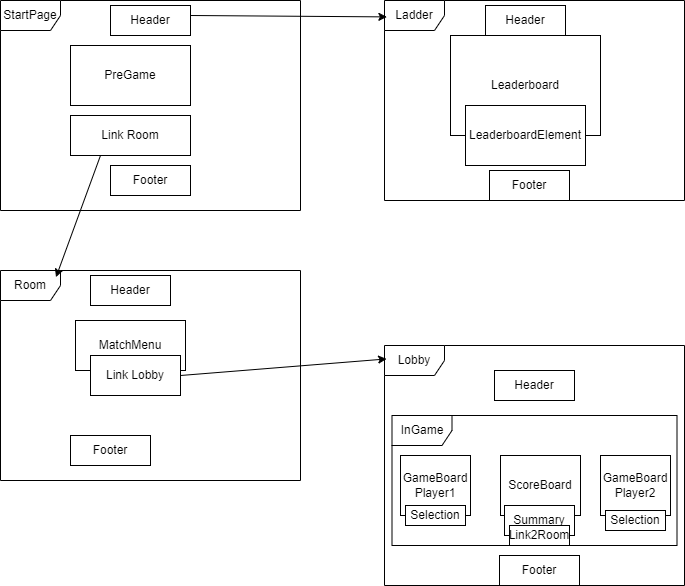 StartPage
Header
PreGame
Link Room
Footer
Ladder
Header
Leaderboard
LeaderboardElement
Footer
Room
Header
MatchMenu
Link Lobby
Footer
Lobby
Header
InGame
GameBoard
Player1
Selection
ScoreBoard
Summary
Link2Room
GameBoard
Player2
Selection
Footer